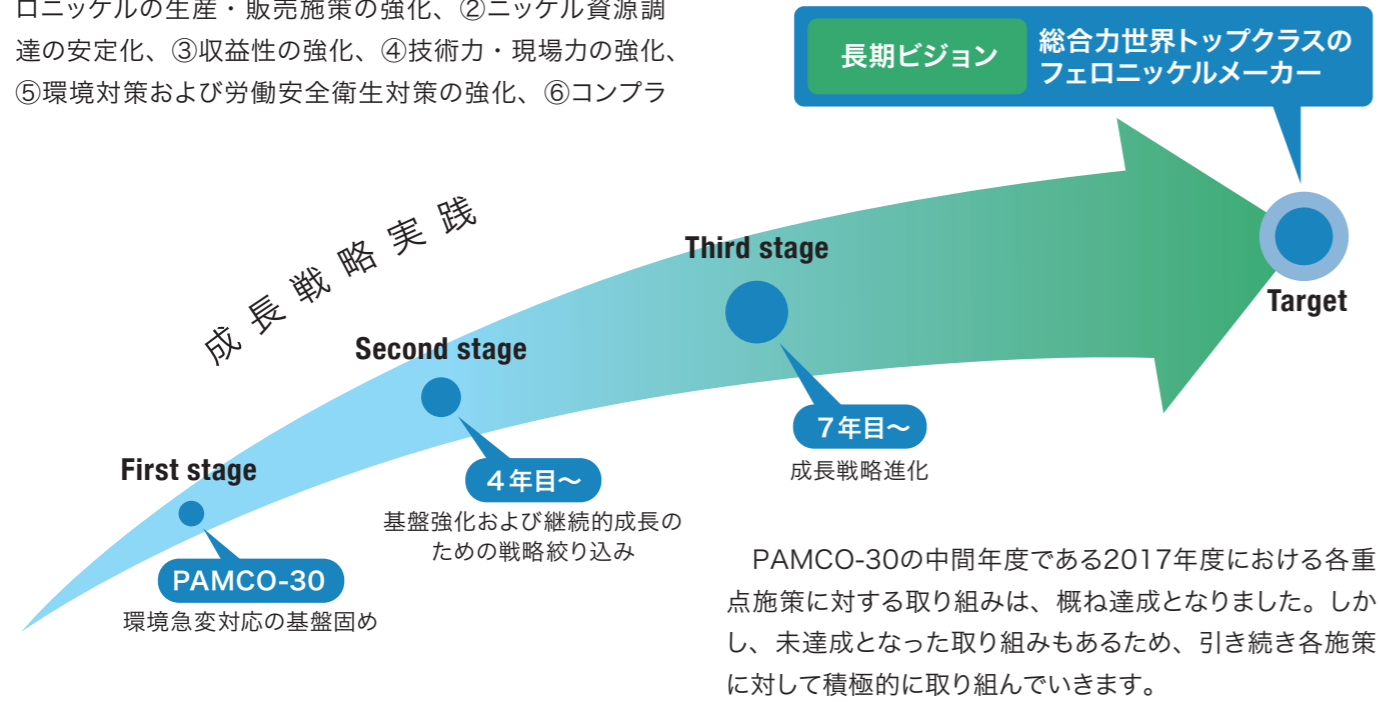 ロニッケルの生産・販売施策の強化、②ニッケル資源調
達の安定化、③収益性の強化、④技術力・現場力の強化、
⑤環境対策および労働安全衛生対策の強化、⑥コンプラ
長期ビジョン
総合力世界トップクラスの
フェロニッケルメーカー
成長戦略実践
First stage
PAMCO-30
環境急変対応の基盤固め
Second stage
4年目～
基盤強化および継続的成長の
ための戦略絞り込み
Third stage
7年目～
成長戦略進化
Target
PAMCO-30の中間年度である2017年度における各重
点施策に対する取り組みは、概ね達成となりました。しか
し、未達成となった取り組みもあるため、引き続き各施策
に対して積極的に取り組んでいきます。